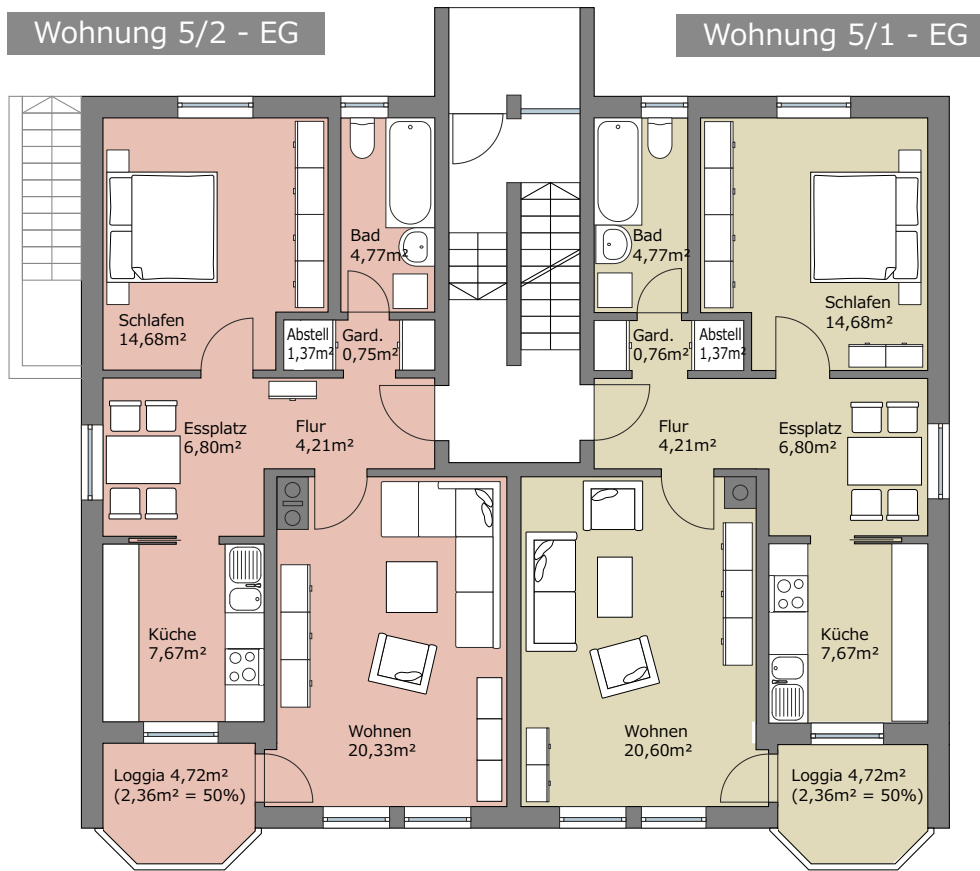 Wohnung 5/2 - EG
Wohnung 5/1 - EG
Bad
4,77m²
Bad
4,77m²
Schlafen
14,68m²
Abstell
1,37m²
Gard.
0,75m²
Gard.
0,76m²
Abstell
1,37m²
Schlafen
14,68m²
Essplatz
6,80m²
Flur
4,21m²
Flur
4,21m²
Essplatz
6,80m²
Küche
7,67m²
Küche
7,67m²
Wohnen
20,33m²
Wohnen
20,60m²
Loggia 4,72m²
(2,36m² = 50%)
Loggia 4,72m²
(2,36m² = 50%)